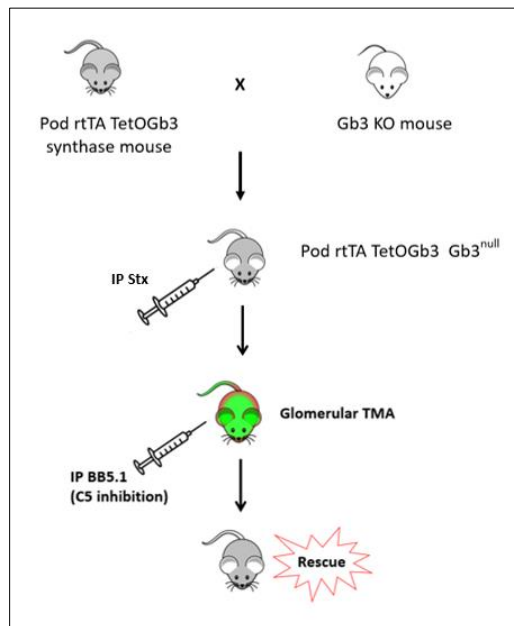 X
Pod rtTA TetOGb3
synthase mouse
Gb3 KO mouse
Pod rtTA TetOGb3 Gb3null
IP Stx
Glomerular TMA
IP BB5.1
(C5 inhibition)
Rescue